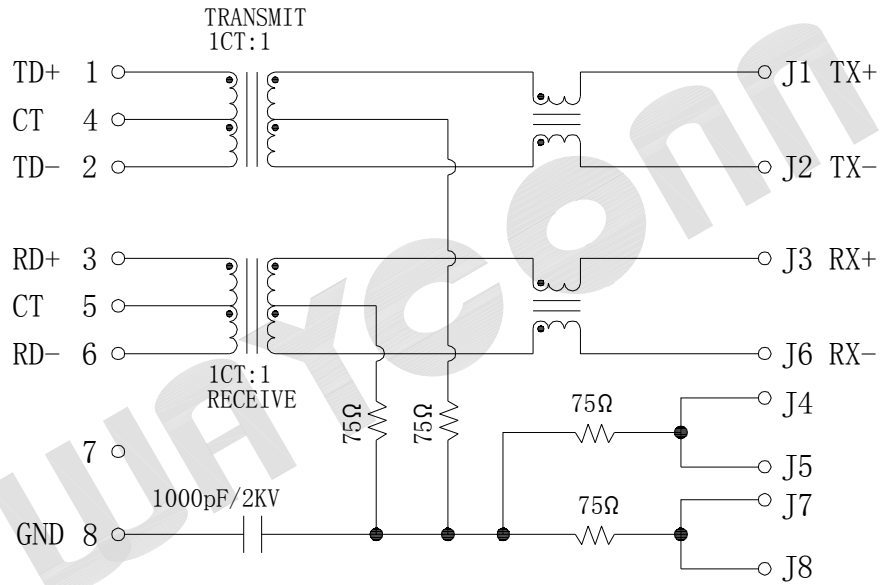 TRANSMIT
1CT:1
TD+ 1
J1 TX+
CT 4
TD- 2
J2 TX-
RD+ 3
J3 RX+
CT 5
RD- 6
J6 RX-
1CT:1
RECEIVE
75Ω
75Ω
75Ω
J4
J5
7
1000pF/2KV
75Ω
J7
GND 8
J8
WAYCONN